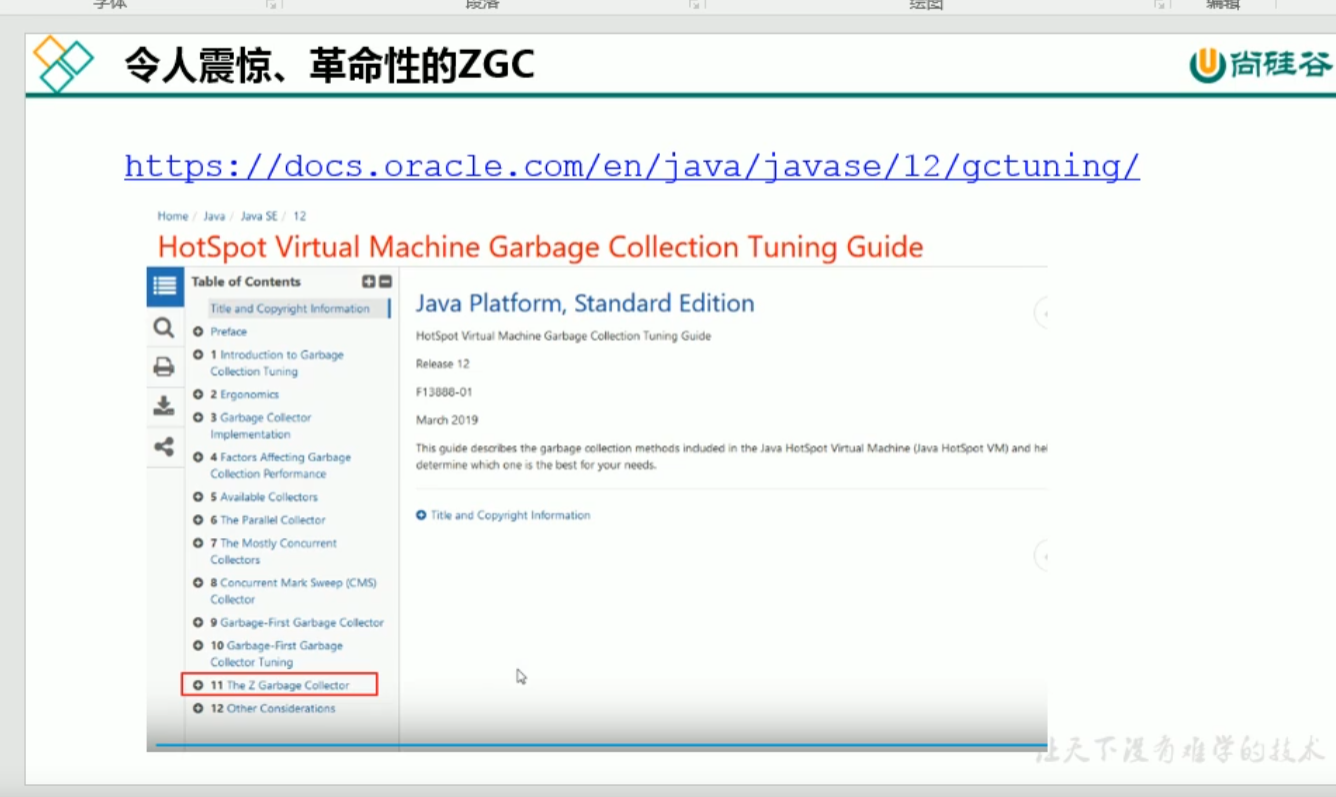 字体
段落
绘图
编辑
令人震惊、革命性的ZGC
尚硅谷
https://docs.oracle.com/en/java/javase/12/gctuning/
Home / Java / Java SE / 12
HotSpot Virtual Machine Garbage Collection Tuning Guide
Table of Contents
Title and Copyright Information
Preface
1 Introduction to Garbage
Collection Tuning
2 Ergonomics
3 Garbage Collector
Implementation
4 Factors Affecting Garbage
Collection Performance
5 Available Collectors
6 The Parallel Collector
7 The Mostly Concurrent
Collectors
8 Concurrent Mark Sweep (CMS)
Collector
9 Garbage-First Garbage Collector
10 Garbage-First Garbage
Collector Tuning
11 The Z Garbage Collector
12 Other Considerations
Java Platform, Standard Edition
HotSpot Virtual Machine Garbage Collection Tuning Guide
Release 12
F13888-01
March 2019
This guide describes the garbage collection methods included in the Java HotSpot Virtual Machine (Java HotSpot VM) and hel
determine which one is the best for your needs.
Title and Copyright Information
让天下没有难学的技术